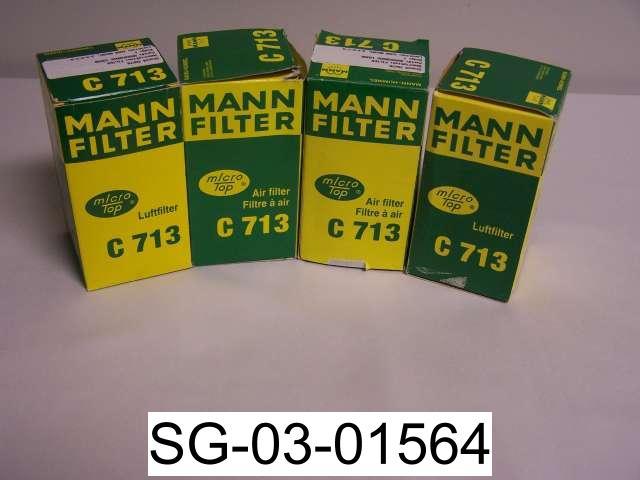 C 713
MANN
FILTER
micro
Top
®
Luftfilter
C 713
C 713
MANN
FILTER
micro
Top
®
Air filter
Filtre à air
C 713
C 713
MANN
MANN
FILTER
micro
Top
®
Air filter
Filtre à air
C 713
C 713
MANN
FILTER
micro
Top
®
Luftfilter
C 713
SG-03-01564